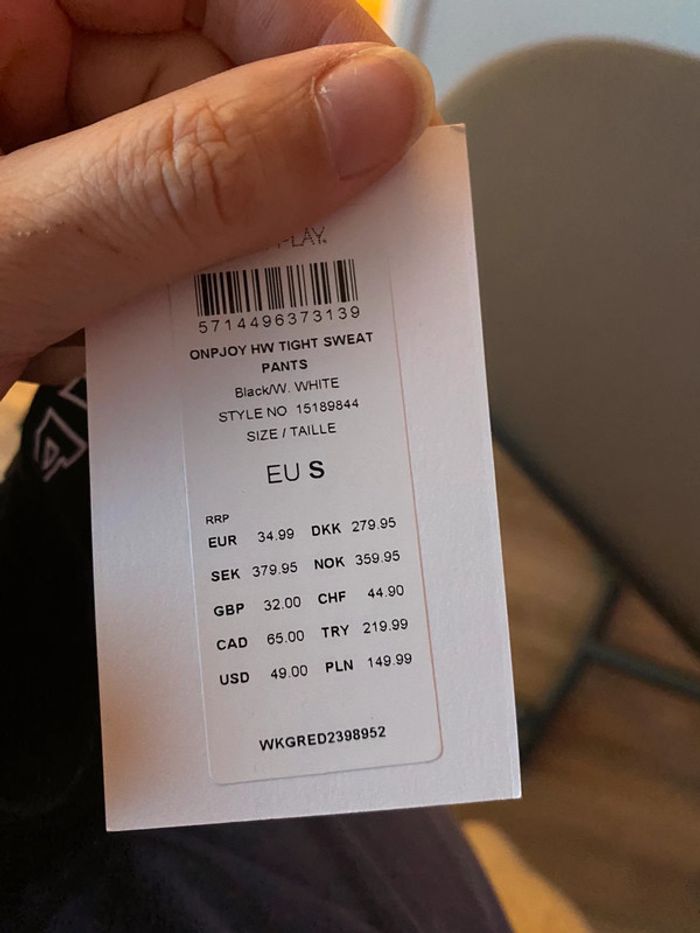 PLAY
5714496373139
ONPJOY HW TIGHT SWEAT
PANTS
Black/W. WHITE
STYLE NO 15189844
SIZE / TAILLE
EU S
RRP
EUR 34.99 DKK 279.95
SEK 379.95 NOK 359.95
GBP 32.00 CHF 44.90
CAD 65.00 TRY 219.99
USD 49.00 PLN 149.99
WKGRED2398952